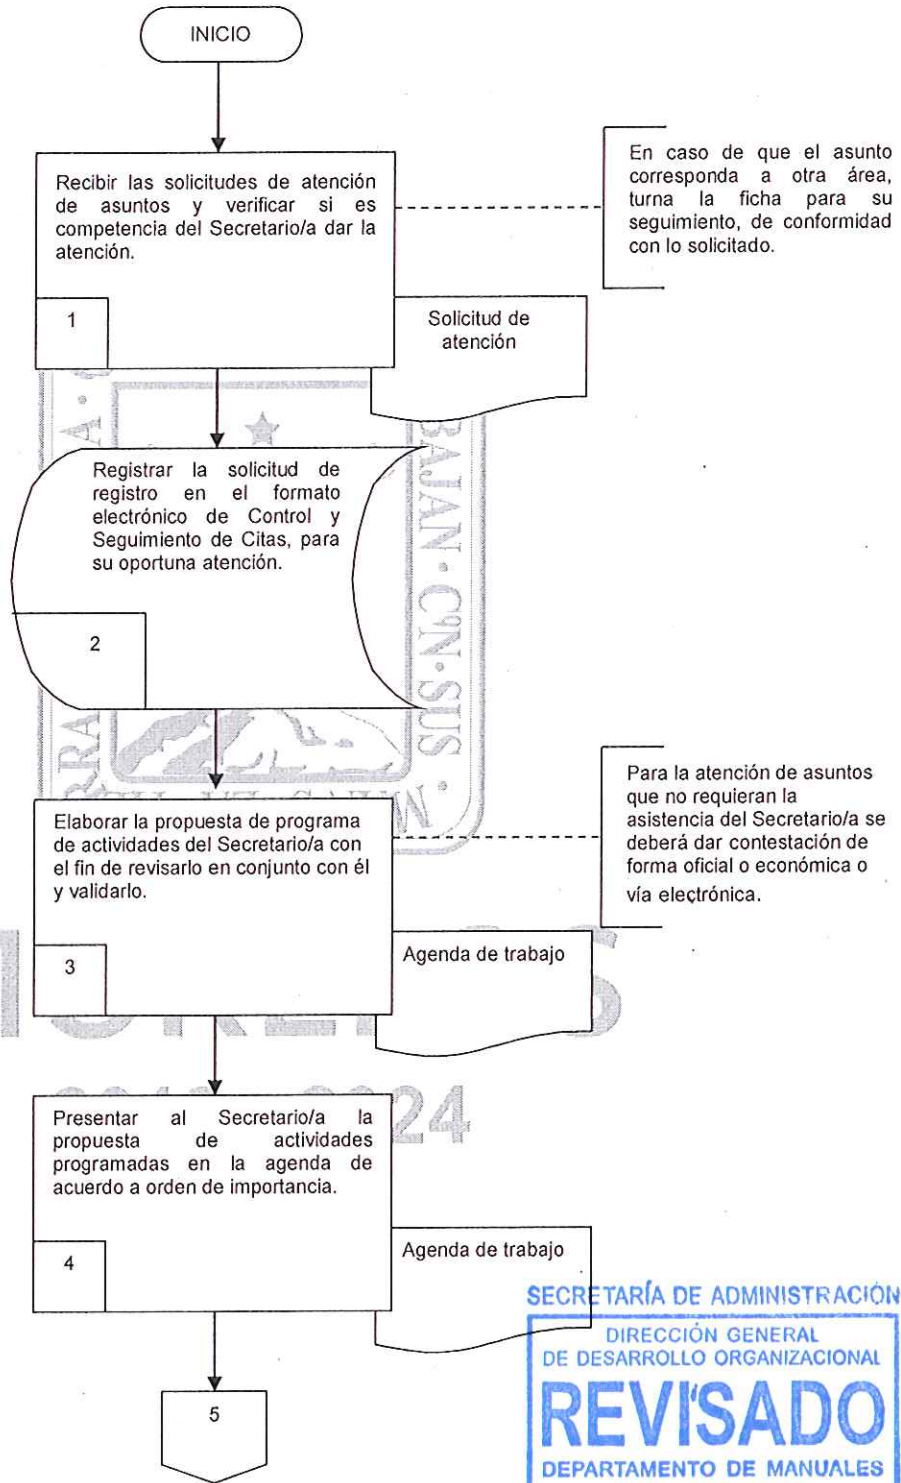 INICIO
Recibir las solicitudes de atención
de asuntos y verificar si es
competencia del Secretario/a dar la
atención.
1
En caso de que el asunto
corresponda a otra área,
turna la ficha para su
seguimiento, de conformidad
con lo solicitado.
Solicitud de
atención
Registrar la solicitud de
registro en el formato
electrónico de Control y
Seguimiento de Citas, para
su oportuna atención.
2
BAJAN·CºN·SUS·
Elaborar la propuesta de programa
de actividades del Secretario/a con
el fin de revisarlo en conjunto con él
y validarlo.
3
Para la atención de asuntos
que no requieran la
asistencia del Secretario/a se
deberá dar contestación de
forma oficial o económica o
vía electrónica.
Agenda de trabajo
24
Presentar al Secretario/a la
propuesta de actividades
programadas en la agenda de
acuerdo a orden de importancia.
4
Agenda de trabajo
5
SECRETARÍA DE ADMINISTRACIÓN
DIRECCIÓN GENERAL
DE DESARROLLO ORGANIZACIONAL
REVISADO
DEPARTAMENTO DE MANUALES